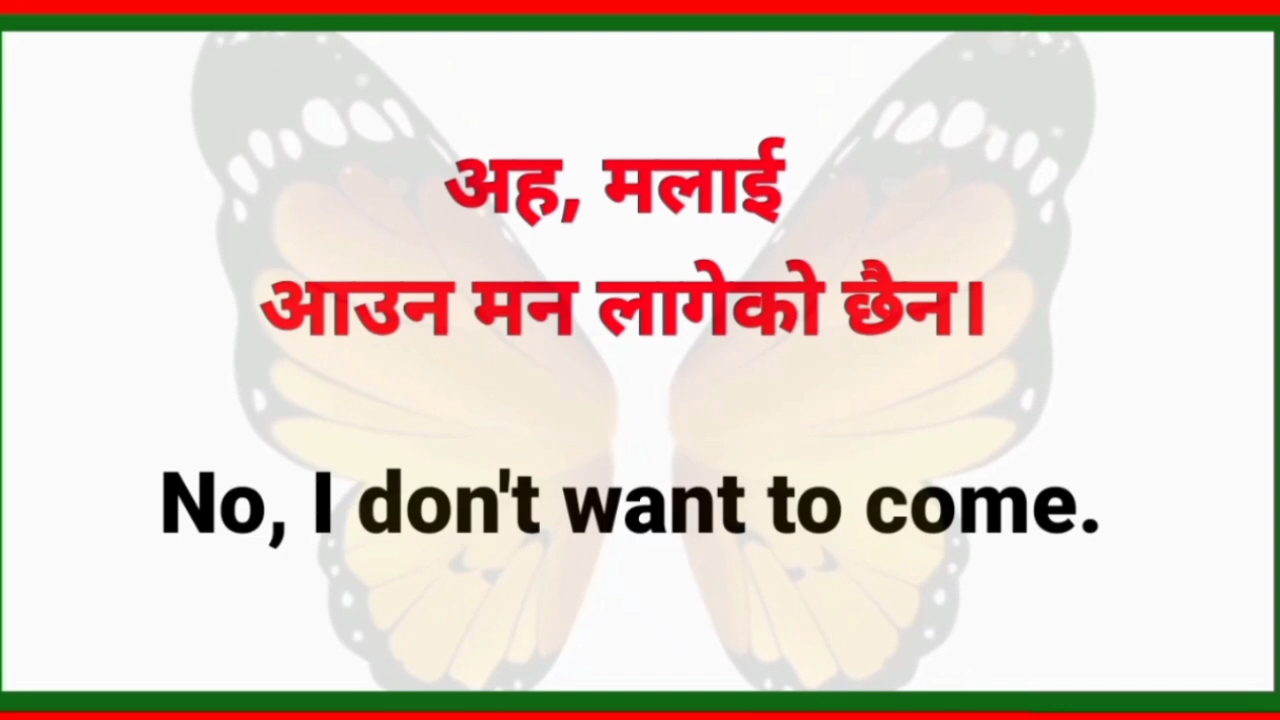 अह, मलाई
आउन मन लागेको छैन।
No, I don't want to come.